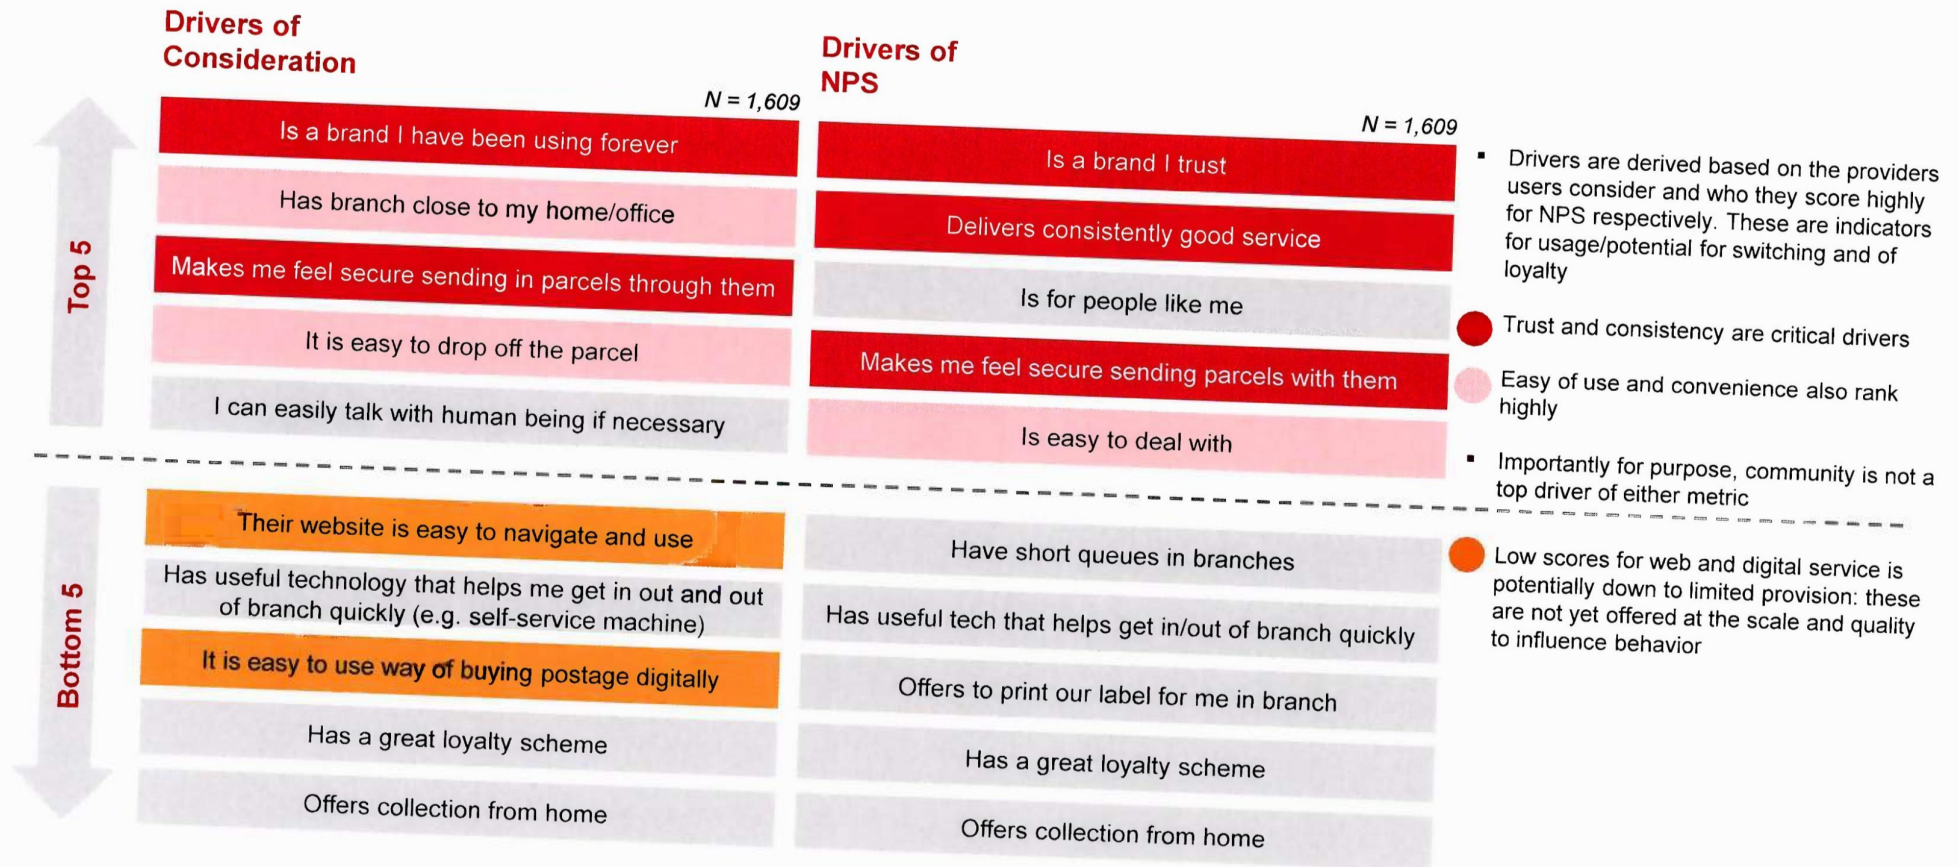 Drivers of
Consideration
N = 1,609
Top 5
Is a brand I have been using forever
Has branch close to my home/office
Makes me feel secure sending in parcels through them
It is easy to drop off the parcel
I can easily talk with human being if necessary
Bottom 5
Their website is easy to navigate and use
Has useful technology that helps me get in out and out
of branch quickly (e.g. self-service machine)
It is easy to use way of buying postage digitally
Has a great loyalty scheme
Offers collection from home
Drivers of
NPS
N = 1,609
Is a brand I trust
Delivers consistently good service
Is for people like me
Makes me feel secure sending parcels with them
Is easy to deal with
Have short queues in branches
Has useful tech that helps get in/out of branch quickly
Offers to print our label for me in branch
Has a great loyalty scheme
Offers collection from home
▪ Drivers are derived based on the providers
users consider and who they score highly
for NPS respectively. These are indicators
for usage/potential for switching and of
loyalty
Trust and consistency are critical drivers
Easy of use and convenience also rank
highly
▪ Importantly for purpose, community is not a
top driver of either metric
Low scores for web and digital service is
potentially down to limited provision: these
are not yet offered at the scale and quality
to influence behavior